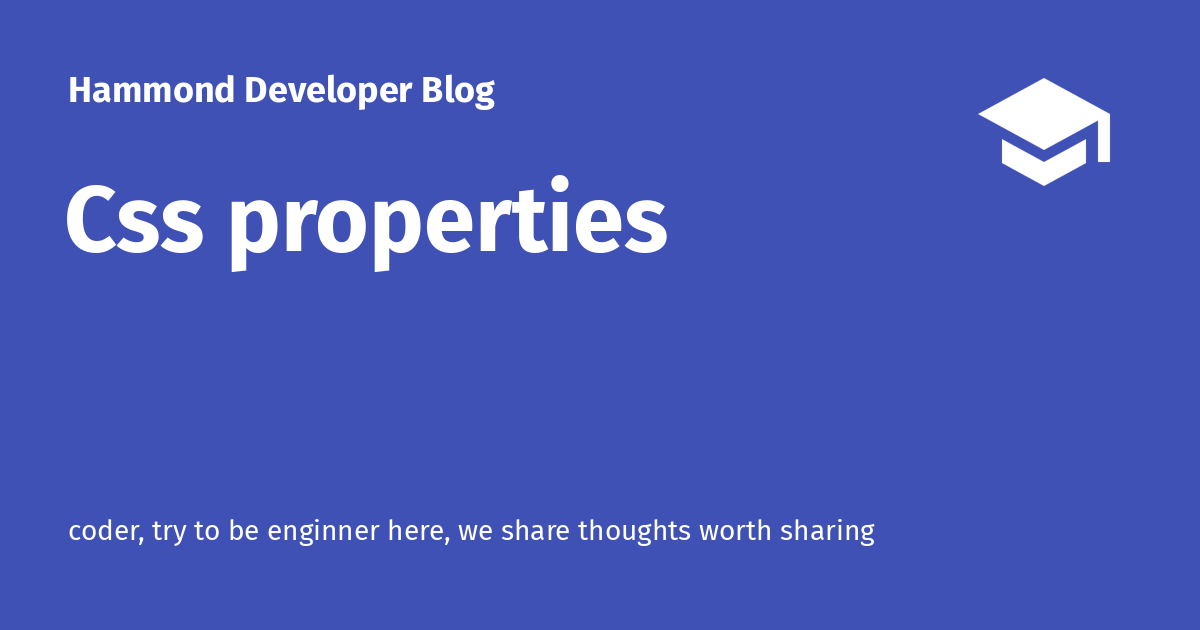 Hammond Developer Blog
Css properties
coder, try to be enginner here, we share thoughts worth sharing